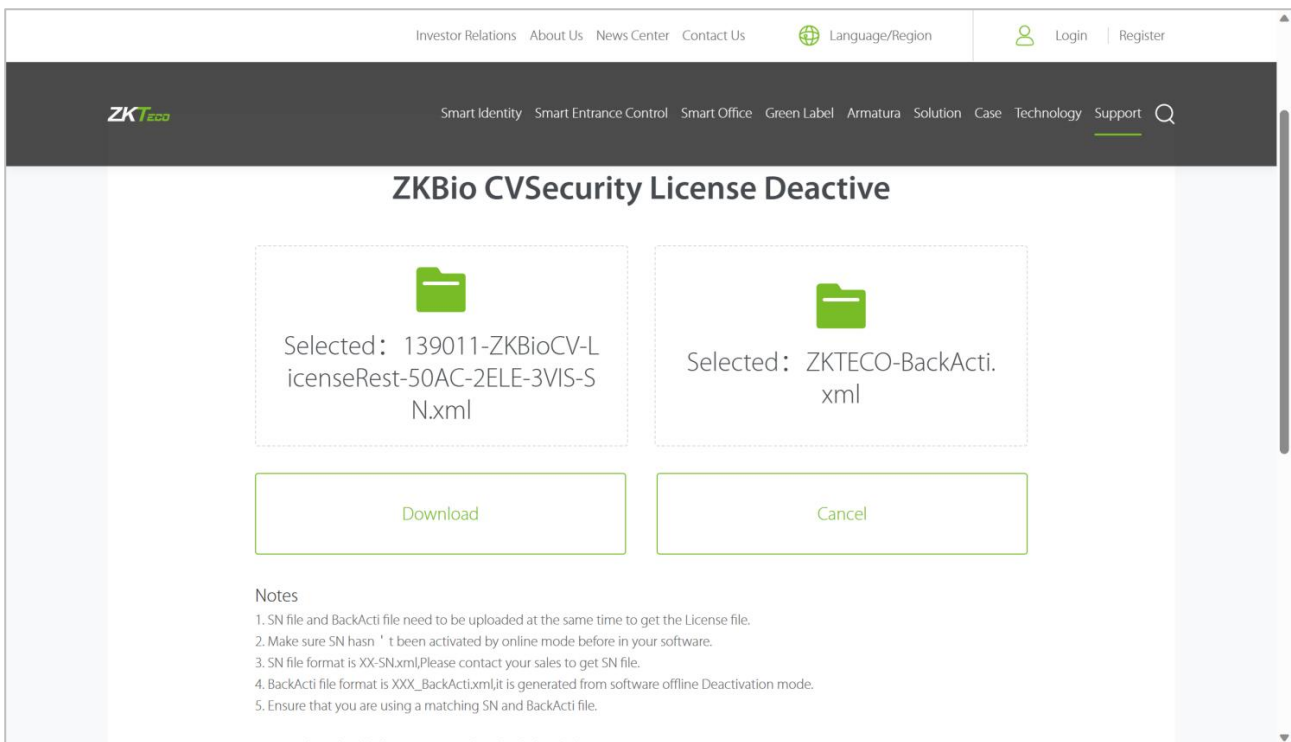 Investor Relations About Us News Center Contact Us Language/Region Login Register
ZKTECO Smart Identity Smart Entrance Control Smart Office Green Label Armatura Solution Case Technology Support
ZKBio CVSecurity License Deactive
Selected: 139011-ZKBioCV-L
icenseRest-50AC-2ELE-3VIS-S
N.xml
Selected: ZKTECO-BackActi.
xml
Download
Cancel
Notes
1. SN file and BackActi file need to be uploaded at the same time to get the License file.
2. Make sure SN hasn ' t been activated by online mode before in your software.
3. SN file format is XX-SN.xml,Please contact your sales to get SN file.
4. BackActi file format is XXX_BackActi.xml,it is generated from software offline Deactivation mode.
5. Ensure that you are using a matching SN and BackActi file.